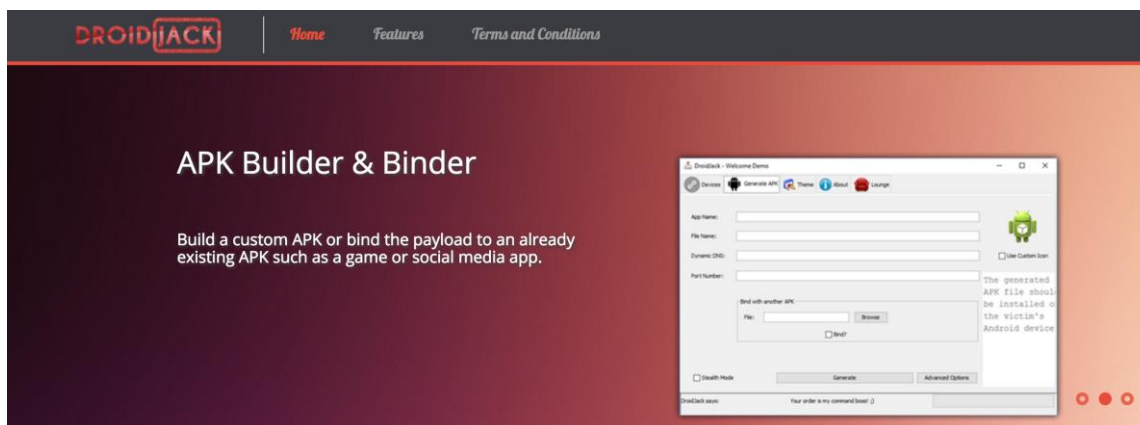 DROIDJACK
Home
Features
Terms and Conditions
APK Builder & Binder
Build a custom APK or bind the payload to an already
existing APK such as a game or social media app.
DroidJack - Welcome Demo
Devices
Generate APK
Theme
About
Lounge
App Name:
File Name:
Dynamic DNS:
Port Number:
Use Custom Icon
Bind with another APK
File:
Browse
Bind?
The generated
APK file shoul
be installed o
the victim's
Android device
Stealth Mode
Generate
Advanced Options
DroidJack says:
Your order is my command boss! ;)